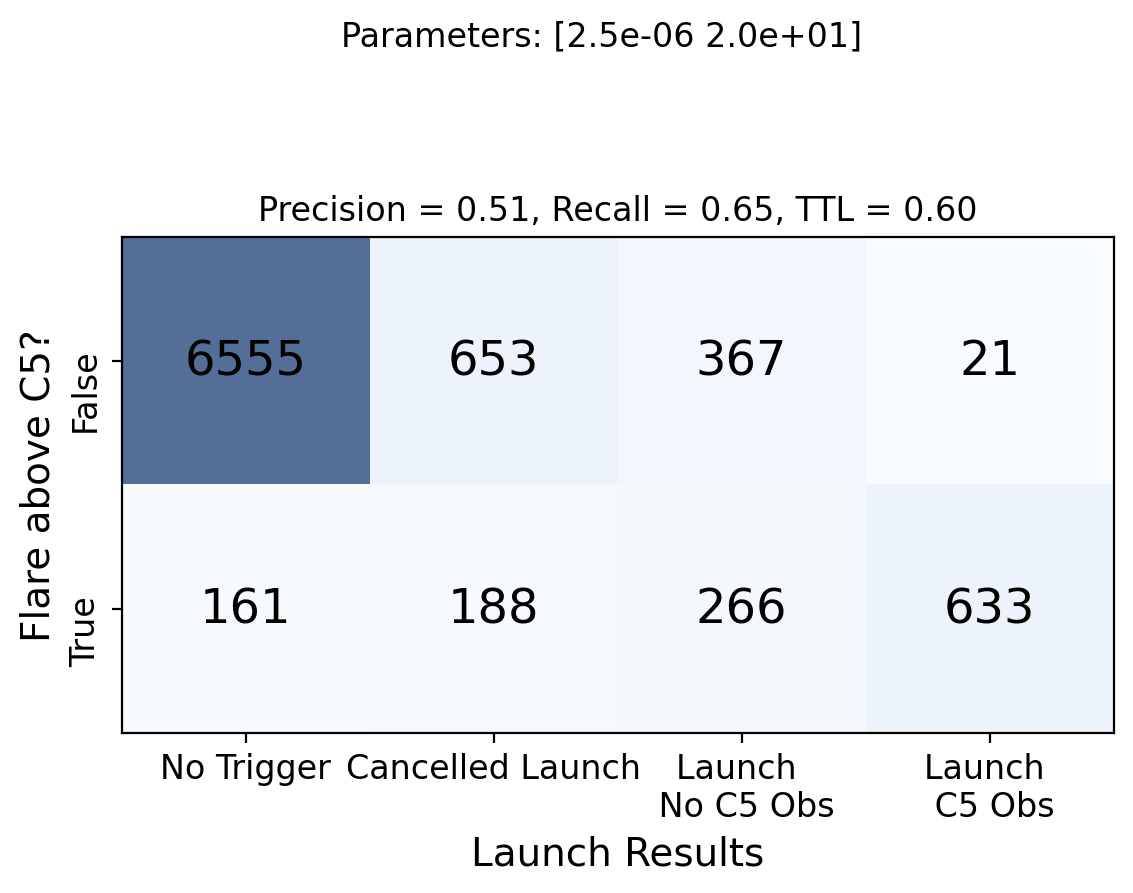 Parameters: [2.5e-06 2.0e+01]
Precision = 0.51, Recall = 0.65, TTL = 0.60
Flare above C5?
False
6555 653 367 21
True
161 188 266 633
No Trigger Cancelled Launch Launch Launch
No C5 Obs C5 Obs
Launch Results